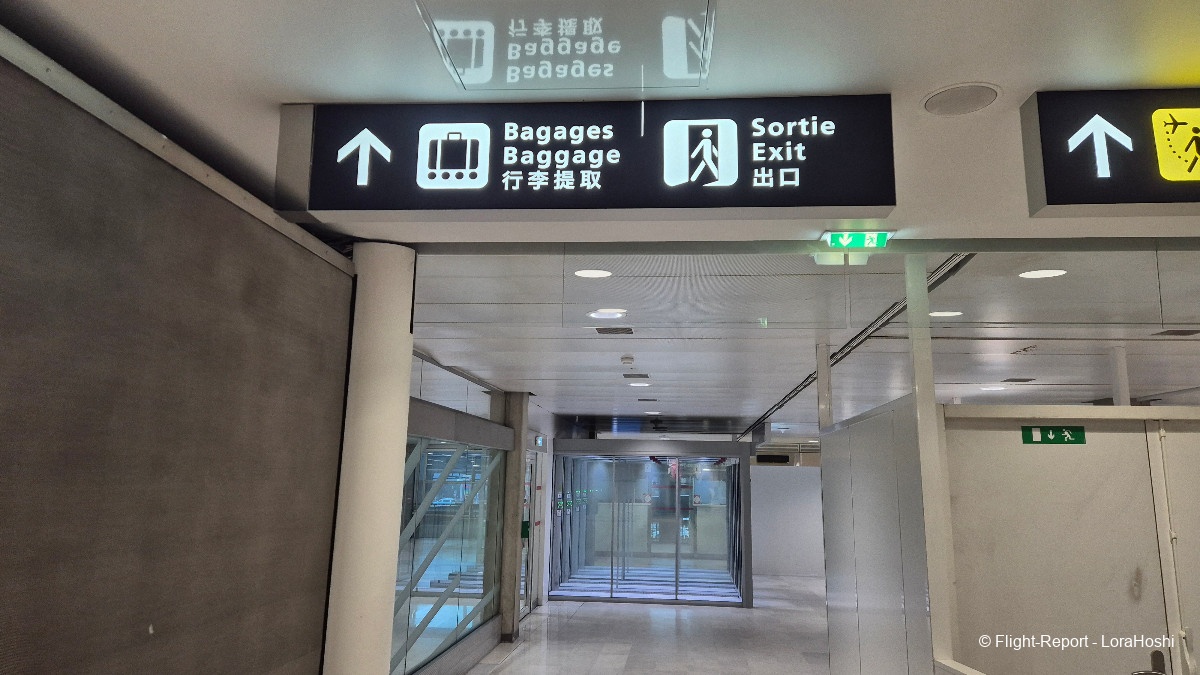 Bagages
Baggage
行李提取
Sortie
Exit
出口
© Flight-Report - LoraHoshi